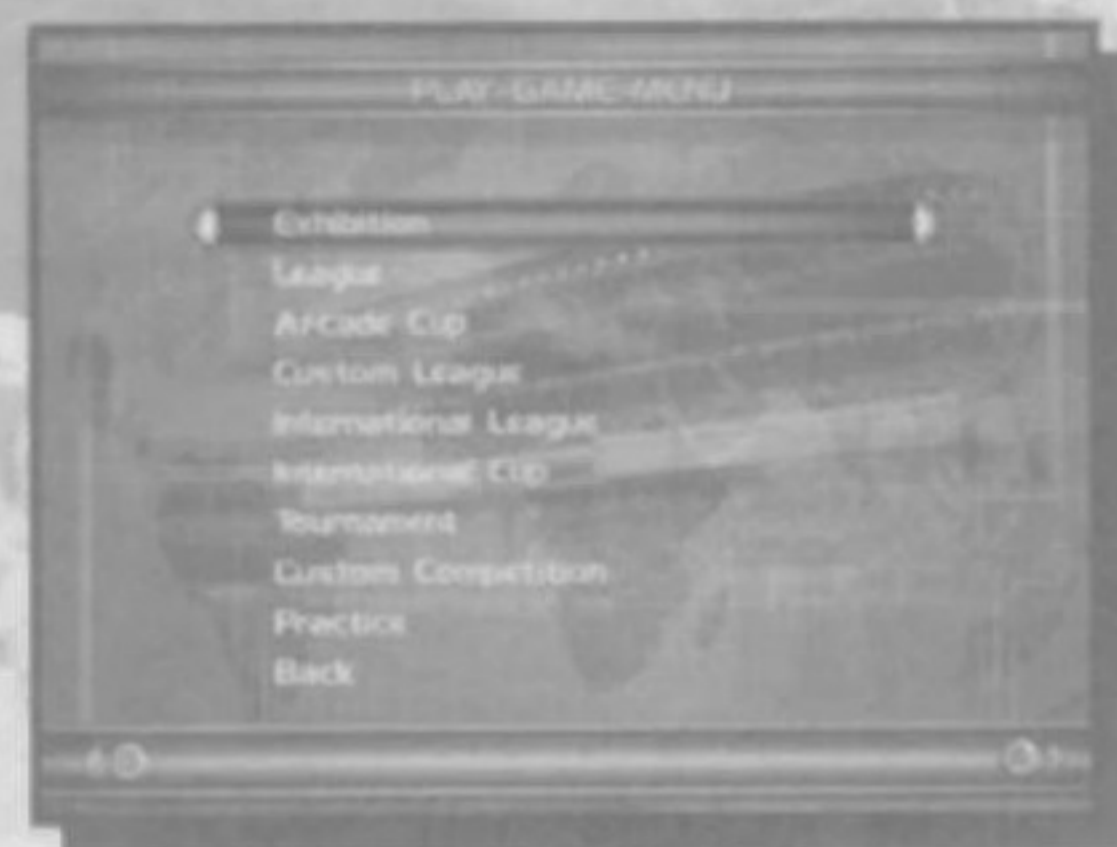 PLAY GAME MENU
Exhibition
League
Arcade Cup
Custom League
International League
International Cup
Tournament
Custom Competition
Practice
Back